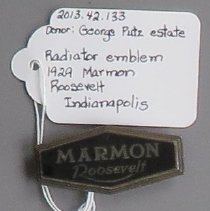 2013.42.133
Donor: George Putz estate
Radiator emblem
1929 Marmon
Roosevelt
Indianapolis
MARMON
Roosevelt